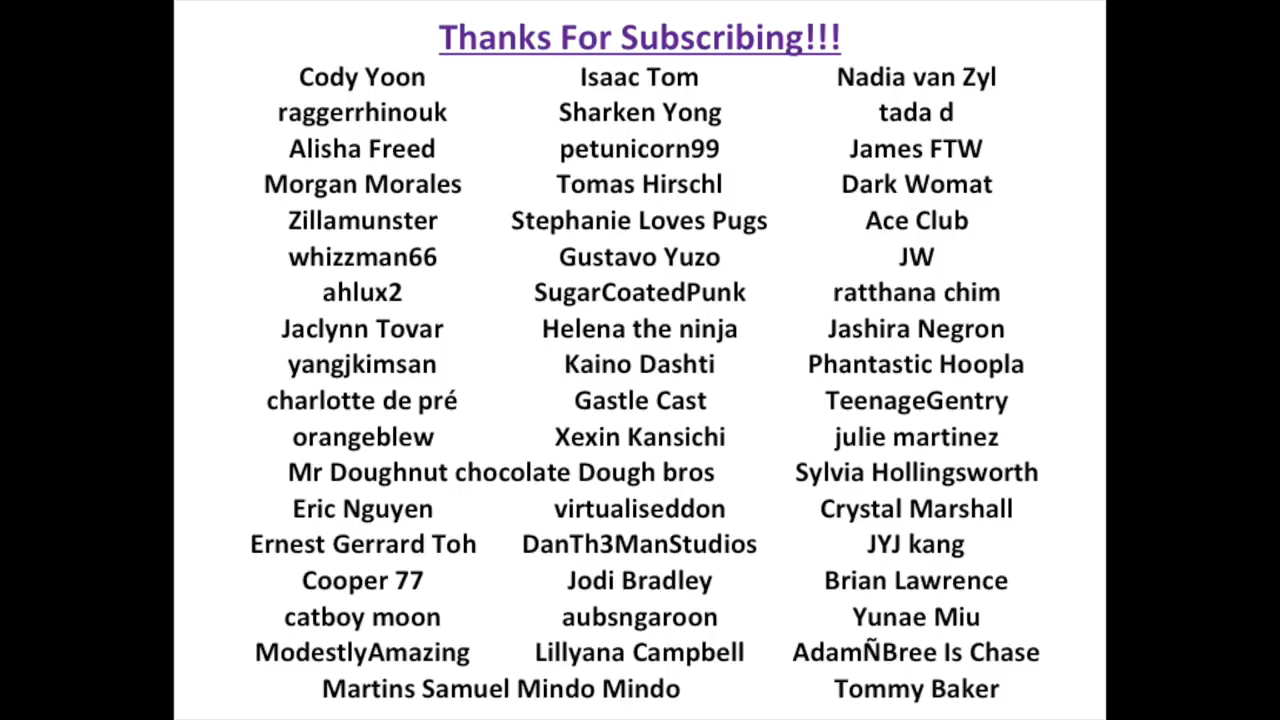 Thanks For Subscribing!!!
Cody Yoon Isaac Tom Nadia van Zyl
raggerrhinouk Sharken Yong tada d
Alisha Freed petunicorn99 James FTW
Morgan Morales Tomas Hirschl Dark Womat
Zillamunster Stephanie Loves Pugs Ace Club
whizzman66 Gustavo Yuzo JW
ahlux2 SugarCoatedPunk ratthana chim
Jaclynn Tovar Helena the ninja Jashira Negron
yangjkimsan Kaino Dashti Phantastic Hoopla
charlotte de pré Gastle Cast TeenageGentry
orangeblew Xexin Kansichi julie martinez
Mr Doughnut chocolate Dough bros Sylvia Hollingsworth
Eric Nguyen virtualiseddon Crystal Marshall
Ernest Gerrard Toh DanTh3ManStudios JYJ kang
Cooper 77 Jodi Bradley Brian Lawrence
catboy moon aubsngaroon Yunae Miu
ModestlyAmazing Lillyana Campbell AdamÑBree Is Chase
Martins Samuel Mindo Mindo Tommy Baker